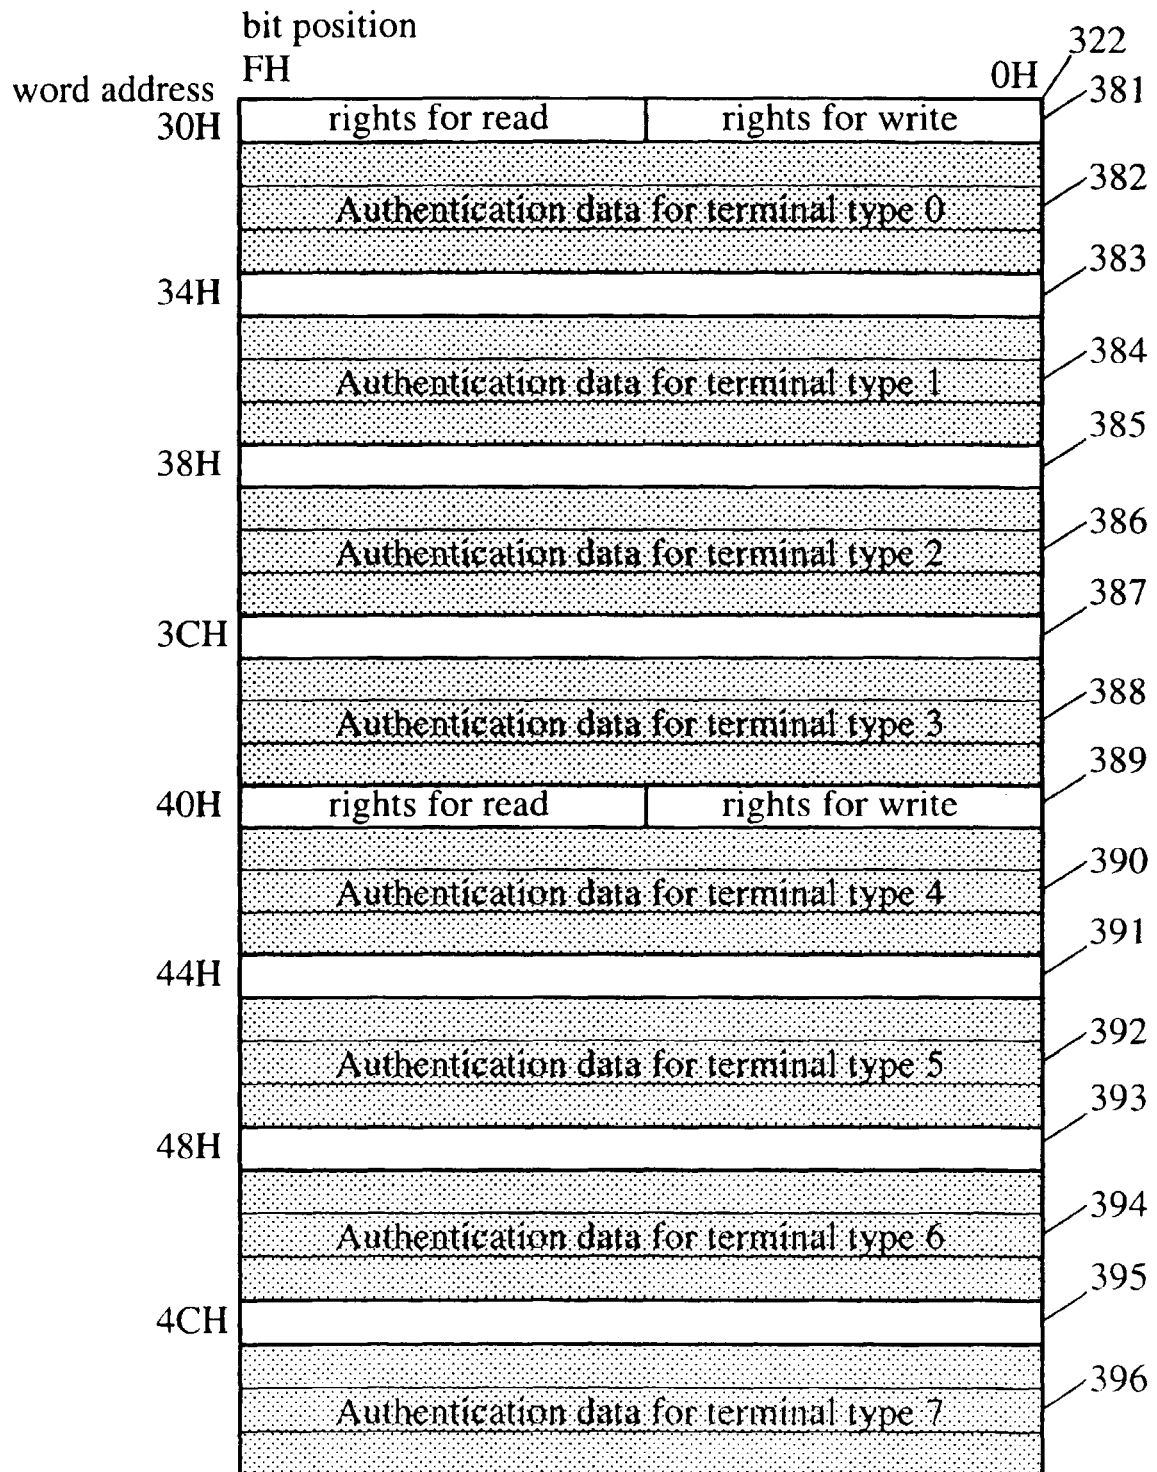 bit position
FH 0H 322
word address
30H rights for read rights for write 381
Authentication data for terminal type 0 382
34H 383
Authentication data for terminal type 1 384
38H 385
Authentication data for terminal type 2 386
3CH 387
Authentication data for terminal type 3 388
40H rights for read rights for write 389
Authentication data for terminal type 4 390
44H 391
Authentication data for terminal type 5 392
48H 393
Authentication data for terminal type 6 394
4CH 395
Authentication data for terminal type 7 396